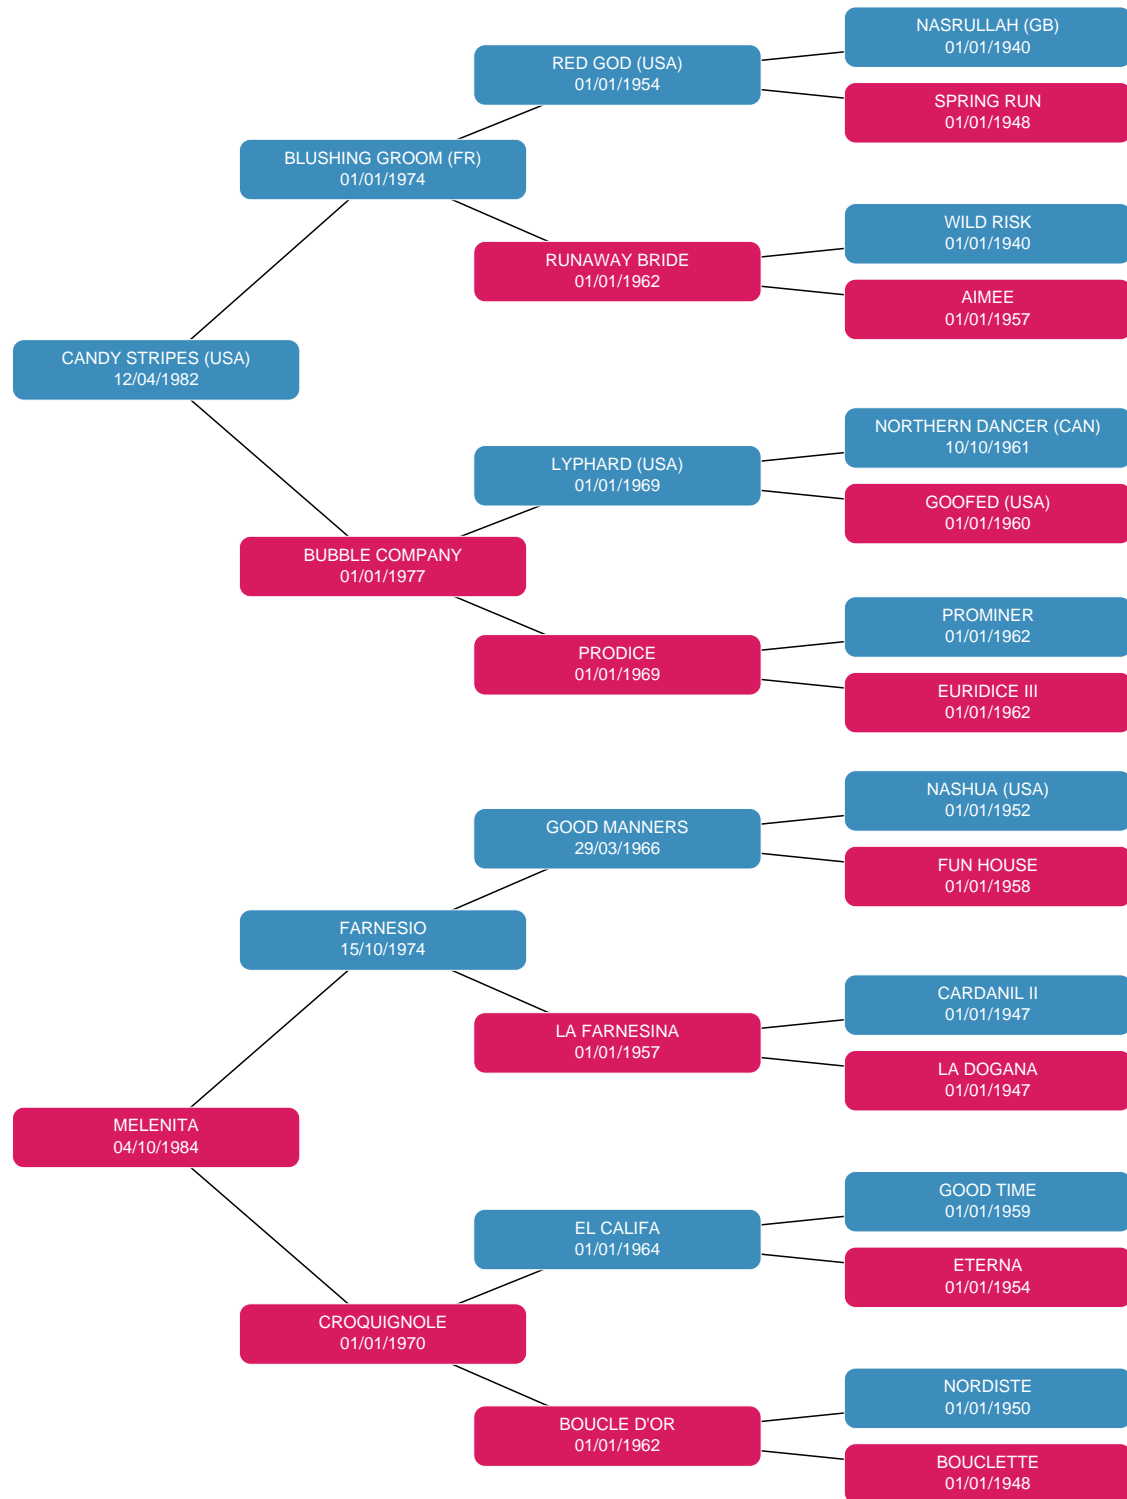 NASRULLAH (GB)
01/01/1940
RED GOD (USA)
01/01/1954
SPRING RUN
01/01/1948
BLUSHING GROOM (FR)
01/01/1974
WILD RISK
01/01/1940
RUNAWAY BRIDE
01/01/1962
AIMEE
01/01/1957
CANDY STRIPES (USA)
12/04/1982
NORTHERN DANCER (CAN)
10/10/1961
LYPHARD (USA)
01/01/1969
GOOFED (USA)
01/01/1960
BUBBLE COMPANY
01/01/1977
PROMINER
01/01/1962
PRODICE
01/01/1969
EURIDICE III
01/01/1962
NASHUA (USA)
01/01/1952
GOOD MANNERS
29/03/1966
FUN HOUSE
01/01/1958
FARNESIO
15/10/1974
CARDANIL II
01/01/1947
LA FARNESINA
01/01/1957
LA DOGANA
01/01/1947
MELENITA
04/10/1984
GOOD TIME
01/01/1959
EL CALIFA
01/01/1964
ETERNA
01/01/1954
CROQUIGNOLE
01/01/1970
NORDISTE
01/01/1950
BOUCLE D'OR
01/01/1962
BOUCLETTE
01/01/1948